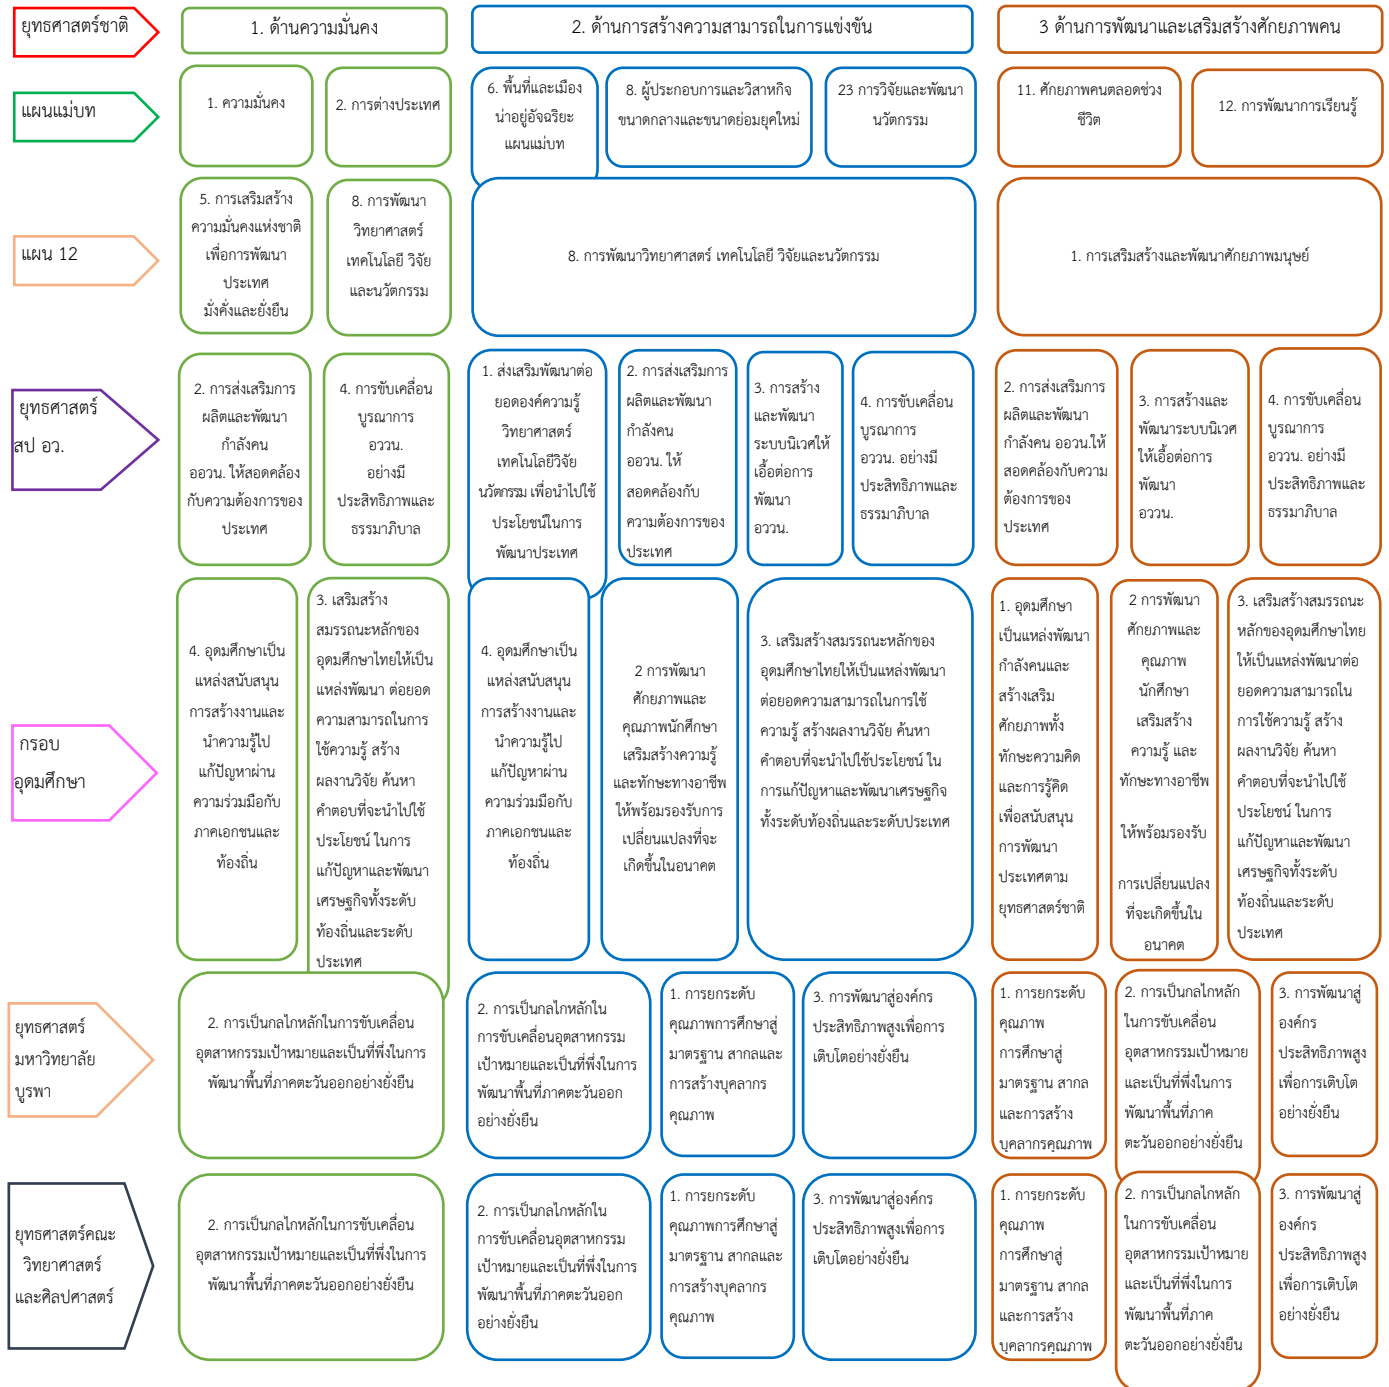 ยุทธศาสตร์ชาติ
1. ด้านความมั่นคง
2. ด้านการสร้างความสามารถในการแข่งขัน
3 ด้านการพัฒนาและเสริมสร้างศักยภาพคน
แผนแม่บท
1. ความมั่นคง
2. การต่างประเทศ
6. พื้นที่และเมือง
น่าอยู่อัจฉริยะ
แผนแม่บท
8. ผู้ประกอบการและวิสาหกิจ
ขนาดกลางและขนาดย่อมยุคใหม่
23 การวิจัยและพัฒนา
นวัตกรรม
11. ศักยภาพคนตลอดช่วง
ชีวิต
12. การพัฒนาการเรียนรู้
แผน 12
5. การเสริมสร้าง
ความมั่นคงแห่งชาติ
เพื่อการพัฒนา
ประเทศ
มั่งคั่งและยั่งยืน
8. การพัฒนา
วิทยาศาสตร์
เทคโนโลยี วิจัย
และนวัตกรรม
8. การพัฒนาวิทยาศาสตร์ เทคโนโลยี วิจัยและนวัตกรรม
1. การเสริมสร้างและพัฒนาศักยภาพมนุษย์
ยุทธศาสตร์
สป อว.
2. การส่งเสริมการ
ผลิตและพัฒนา
กำลังคน
ออวน. ให้สอดคล้อง
กับความต้องการของ
ประเทศ
4. การขับเคลื่อน
บูรณาการ
อววน.
อย่างมี
ประสิทธิภาพและ
ธรรมาภิบาล
1. ส่งเสริมพัฒนาต่อ
ยอดองค์ความรู้
วิทยาศาสตร์
เทคโนโลยีวิจัย
นวัตกรรม เพื่อนำไปใช้
ประโยชน์ในการ
พัฒนาประเทศ
2. การส่งเสริมการ
ผลิตและพัฒนา
กำลังคน
ออวน. ให้
สอดคล้องกับ
ความต้องการของ
ประเทศ
3. การสร้าง
และพัฒนา
ระบบนิเวศให้
เอื้อต่อการ
พัฒนา
อววน.
4. การขับเคลื่อน
บูรณาการ
อววน. อย่างมี
ประสิทธิภาพและ
ธรรมาภิบาล
2. การส่งเสริมการ
ผลิตและพัฒนา
กำลังคน ออวน.ให้
สอดคล้องกับความ
ต้องการของ
ประเทศ
3. การสร้างและ
พัฒนาระบบนิเวศ
ให้เอื้อต่อการ
พัฒนา
อววน.
4. การขับเคลื่อน
บูรณาการ
อววน. อย่างมี
ประสิทธิภาพและ
ธรรมาภิบาล
กรอบ
อุดมศึกษา
4. อุดมศึกษาเป็น
แหล่งสนับสนุน
การสร้างงานและ
นำความรู้ไป
แก้ปัญหาผ่าน
ความร่วมมือกับ
ภาคเอกชนและ
ท้องถิ่น
3. เสริมสร้าง
สมรรถนะหลักของ
อุดมศึกษาไทยให้เป็น
แหล่งพัฒนา ต่อยอด
ความสามารถในการ
ใช้ความรู้ สร้าง
ผลงานวิจัย ค้นหา
คำตอบที่จะนำไปใช้
ประโยชน์ ในการ
แก้ปัญหาและพัฒนา
เศรษฐกิจทั้งระดับ
ท้องถิ่นและระดับ
ประเทศ
4. อุดมศึกษาเป็น
แหล่งสนับสนุน
การสร้างงานและ
นำความรู้ไป
แก้ปัญหาผ่าน
ความร่วมมือกับ
ภาคเอกชนและ
ท้องถิ่น
2 การพัฒนา
ศักยภาพและ
คุณภาพนักศึกษา
เสริมสร้างความรู้
และทักษะทางอาชีพ
ให้พร้อมรองรับการ
เปลี่ยนแปลงที่จะ
เกิดขึ้นในอนาคต
3. เสริมสร้างสมรรถนะหลักของ
อุดมศึกษาไทยให้เป็นแหล่งพัฒนา
ต่อยอดความสามารถในการใช้
ความรู้ สร้างผลงานวิจัย ค้นหา
คำตอบที่จะนำไปใช้ประโยชน์ ใน
การแก้ปัญหาและพัฒนาเศรษฐกิจ
ทั้งระดับท้องถิ่นและระดับประเทศ
1. อุดมศึกษา
เป็นแหล่งพัฒนา
กำลังคนและ
สร้างเสริม
ศักยภาพทั้ง
ทักษะความคิด
และการรู้คิด
เพื่อสนับสนุน
การพัฒนา
ประเทศตาม
ยุทธศาสตร์ชาติ
2 การพัฒนา
ศักยภาพและ
คุณภาพ
นักศึกษา
เสริมสร้าง
ความรู้ และ
ทักษะทางอาชีพ
ให้พร้อมรองรับ
การเปลี่ยนแปลง
ที่จะเกิดขึ้นใน
อนาคต
3. เสริมสร้างสมรรถนะ
หลักของอุดมศึกษาไทย
ให้เป็นแหล่งพัฒนาต่อ
ยอดความสามารถใน
การใช้ความรู้ สร้าง
ผลงานวิจัย ค้นหา
คำตอบที่จะนำไปใช้
ประโยชน์ ในการ
แก้ปัญหาและพัฒนา
เศรษฐกิจทั้งระดับ
ท้องถิ่นและระดับ
ประเทศ
ยุทธศาสตร์
มหาวิทยาลัย
บูรพา
2. การเป็นกลไกหลักในการขับเคลื่อน
อุตสาหกรรมเป้าหมายและเป็นที่พึ่งในการ
พัฒนาพื้นที่ภาคตะวันออกอย่างยั่งยืน
2. การเป็นกลไกหลักใน
การขับเคลื่อนอุตสาหกรรม
เป้าหมายและเป็นที่พึ่งในการ
พัฒนาพื้นที่ภาคตะวันออก
อย่างยั่งยืน
1. การยกระดับ
คุณภาพการศึกษาสู่
มาตรฐาน สากลและ
การสร้างบุคลากร
คุณภาพ
3. การพัฒนาสู่องค์กร
ประสิทธิภาพสูงเพื่อการ
เติบโตอย่างยั่งยืน
1. การยกระดับ
คุณภาพ
การศึกษาสู่
มาตรฐาน สากล
และการสร้าง
บุคลากรคุณภาพ
2. การเป็นกลไกหลัก
ในการขับเคลื่อน
อุตสาหกรรมเป้าหมาย
และเป็นที่พึ่งในการ
พัฒนาพื้นที่ภาค
ตะวันออกอย่างยั่งยืน
3. การพัฒนาสู่
องค์กร
ประสิทธิภาพสูง
เพื่อการเติบโต
อย่างยั่งยืน
ยุทธศาสตร์คณะ
วิทยาศาสตร์
และศิลปศาสตร์
2. การเป็นกลไกหลักในการขับเคลื่อน
อุตสาหกรรมเป้าหมายและเป็นที่พึ่งในการ
พัฒนาพื้นที่ภาคตะวันออกอย่างยั่งยืน
2. การเป็นกลไกหลักใน
การขับเคลื่อนอุตสาหกรรม
เป้าหมายและเป็นที่พึ่งในการ
พัฒนาพื้นที่ภาคตะวันออก
อย่างยั่งยืน
1. การยกระดับ
คุณภาพการศึกษาสู่
มาตรฐาน สากลและ
การสร้างบุคลากร
คุณภาพ
3. การพัฒนาสู่องค์กร
ประสิทธิภาพสูงเพื่อการ
เติบโตอย่างยั่งยืน
1. การยกระดับ
คุณภาพ
การศึกษาสู่
มาตรฐาน สากล
และการสร้าง
บุคลากรคุณภาพ
2. การเป็นกลไกหลัก
ในการขับเคลื่อน
อุตสาหกรรมเป้าหมาย
และเป็นที่พึ่งในการ
พัฒนาพื้นที่ภาค
ตะวันออกอย่างยั่งยืน
3. การพัฒนาสู่
องค์กร
ประสิทธิภาพสูง
เพื่อการเติบโต
อย่างยั่งยืน